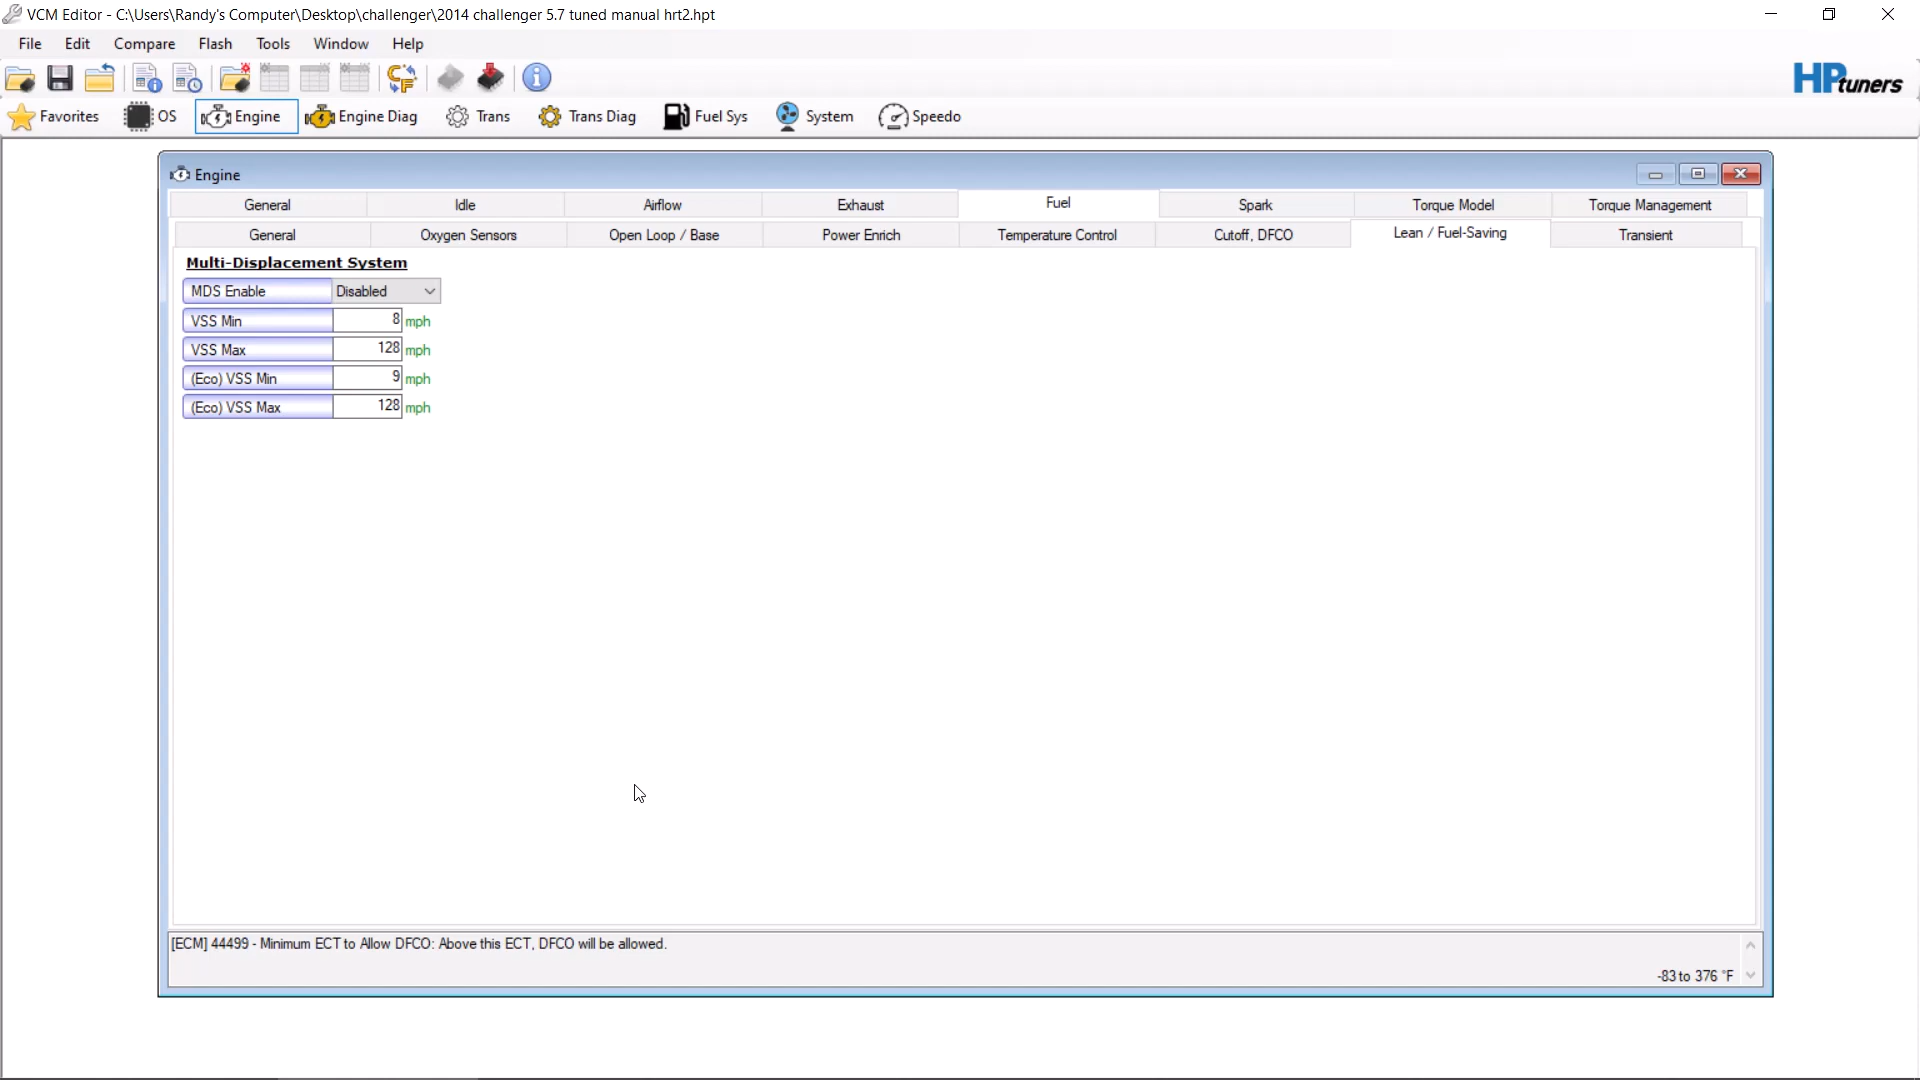 VCM Editor - C:\Users\Randy's Computer\Desktop\challenger\2014 challenger 5.7 tuned manual hrt2.hpt
File Edit Compare Flash Tools Window Help
HPtuners
Favorites OS Engine Engine Diag Trans Trans Diag Fuel Sys System Speedo
Engine
General Idle Airflow Exhaust Fuel Spark Torque Model Torque Management
General Oxygen Sensors Open Loop / Base Power Enrich Temperature Control Cutoff, DFCO Lean / Fuel-Saving Transient
Multi-Displacement System
MDS Enable Disabled
VSS Min 8 mph
VSS Max 128 mph
(Eco) VSS Min 9 mph
(Eco) VSS Max 128 mph
[ECM] 44499 - Minimum ECT to Allow DFCO: Above this ECT, DFCO will be allowed.
-83 to 376 °F